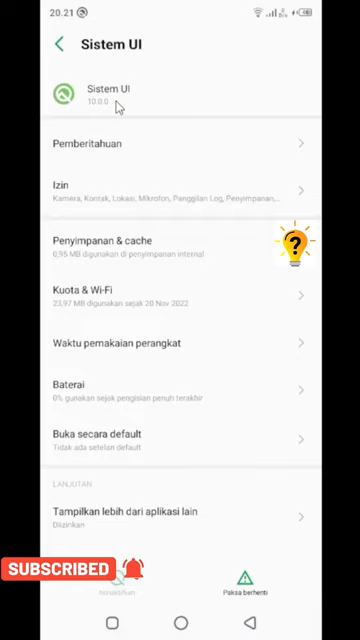 20.21
Sistem UI
Sistem UI
10.0.0
Pemberitahuan
Izin
Kamera, Kontak, Lokasi, Mikrofon, Panggilan Log, Penyimpanan,...
Penyimpanan & cache
0,95 MB digunakan di penyimpanan internal
Kuota & Wi-Fi
23,97 MB digunakan sejak 20 Nov 2022
Waktu pemakaian perangkat
Baterai
0% gunakan sejak pengisian penuh terakhir
Buka secara default
Tidak ada setelan default
LANJUTAN
Tampilkan lebih dari aplikasi lain
Diizinkan
SUBSCRIBED
Paksa berhenti